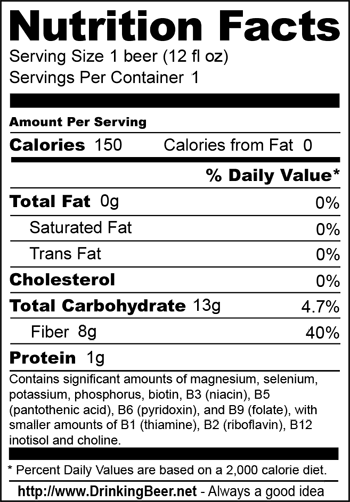 Nutrition Facts
Serving Size 1 beer (12 fl oz)
Servings Per Container 1
Amount Per Serving
Calories 150 Calories from Fat 0
% Daily Value*
Total Fat 0g 0%
Saturated Fat 0%
Trans Fat 0%
Cholesterol 0%
Total Carbohydrate 13g 4.7%
Fiber 8g 40%
Protein 1g
Contains significant amounts of magnesium, selenium,
potassium, phosphorus, biotin, B3 (niacin), B5
(pantothenic acid), B6 (pyridoxin), and B9 (folate), with
smaller amounts of B1 (thiamine), B2 (riboflavin), B12
inotisol and choline.
* Percent Daily Values are based on a 2,000 calorie diet.
http://www.DrinkingBeer.net - Always a good idea